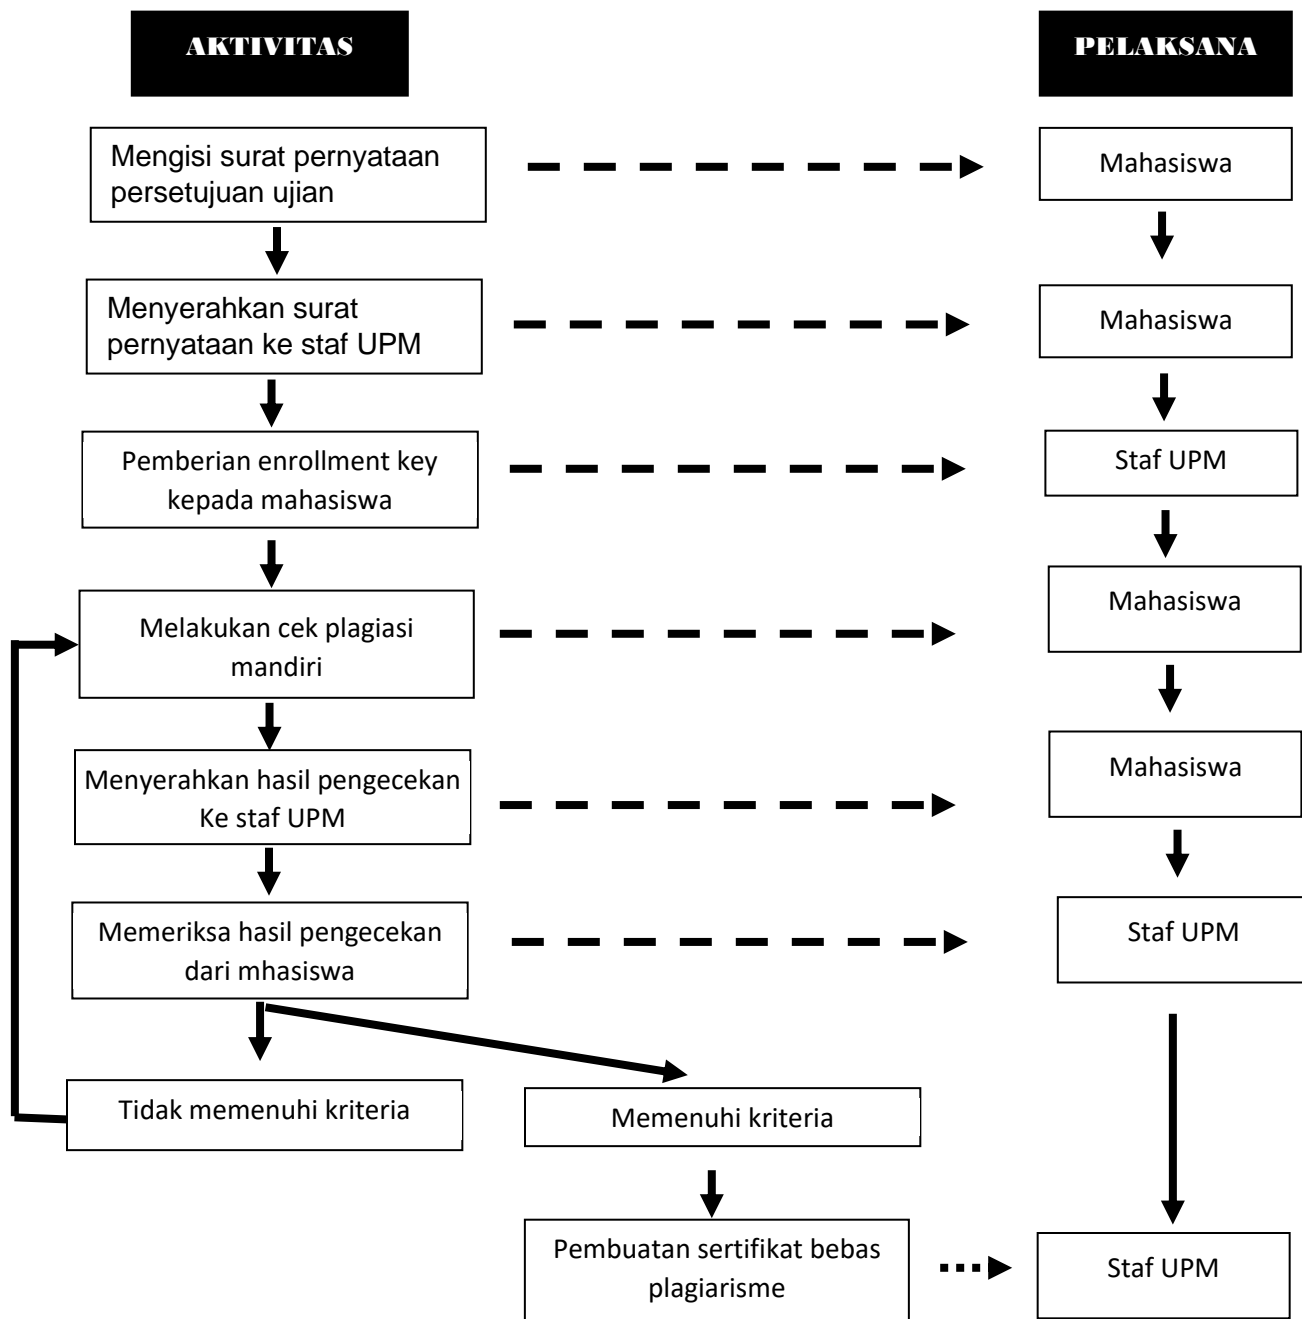 AKTIVITAS
PELAKSANA
Mengisi surat pernyataan
persetujuan ujian
Mahasiswa
Menyerahkan surat
pernyataan ke staf UPM
Mahasiswa
Pemberian enrollment key
kepada mahasiswa
Staf UPM
Melakukan cek plagiasi
mandiri
Mahasiswa
Menyerahkan hasil pengecekan
Ke staf UPM
Mahasiswa
Memeriksa hasil pengecekan
dari mhasiswa
Staf UPM
Tidak memenuhi kriteria
Memenuhi kriteria
Pembuatan sertifikat bebas
plagiarisme
Staf UPM